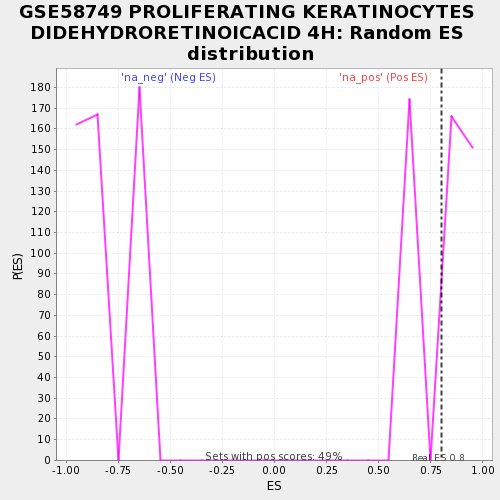 GSE58749 PROLIFERATING KERATINOCYTES
DIDEHYDRORETINOICACID 4H: Random ES
distribution
'na_neg' (Neg ES)
'na_pos' (Pos ES)
180
170
160
150
140
130
120
110
100
90
80
70
60
50
40
30
20
10
0
P(ES)
Sets with pos scores: 49%
Real ES 0.8
-1.00 -0.75 -0.50 -0.25 0.00 0.25 0.50 0.75 1.00
ES